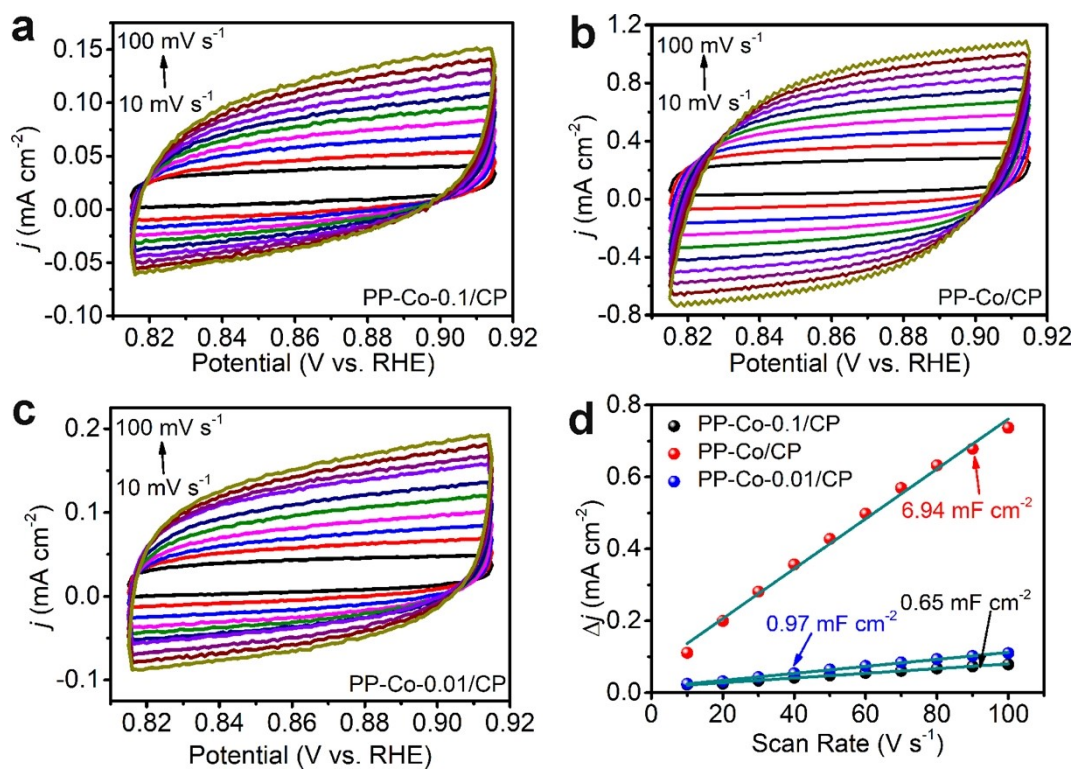 a
100 mV s⁻¹
10 mV s⁻¹
0.15
0.10
0.05
0.00
-0.05
-0.10
j (mA cm⁻²)
0.82 0.84 0.86 0.88 0.90 0.92
Potential (V vs. RHE)
PP-Co-0.1/CP
b
100 mV s⁻¹
10 mV s⁻¹
1.2
0.8
0.4
0.0
-0.4
-0.8
j (mA cm⁻²)
0.82 0.84 0.86 0.88 0.90 0.92
Potential (V vs. RHE)
PP-Co/CP
c
100 mV s⁻¹
10 mV s⁻¹
0.2
0.1
0.0
-0.1
j (mA cm⁻²)
0.82 0.84 0.86 0.88 0.90 0.92
Potential (V vs. RHE)
PP-Co-0.01/CP
d
PP-Co-0.1/CP
PP-Co/CP
PP-Co-0.01/CP
6.94 mF cm⁻²
0.65 mF cm⁻²
0.97 mF cm⁻²
0.8
0.6
0.4
0.2
0.0
Δj (mA cm⁻²)
0 20 40 60 80 100
Scan Rate (V s⁻¹)